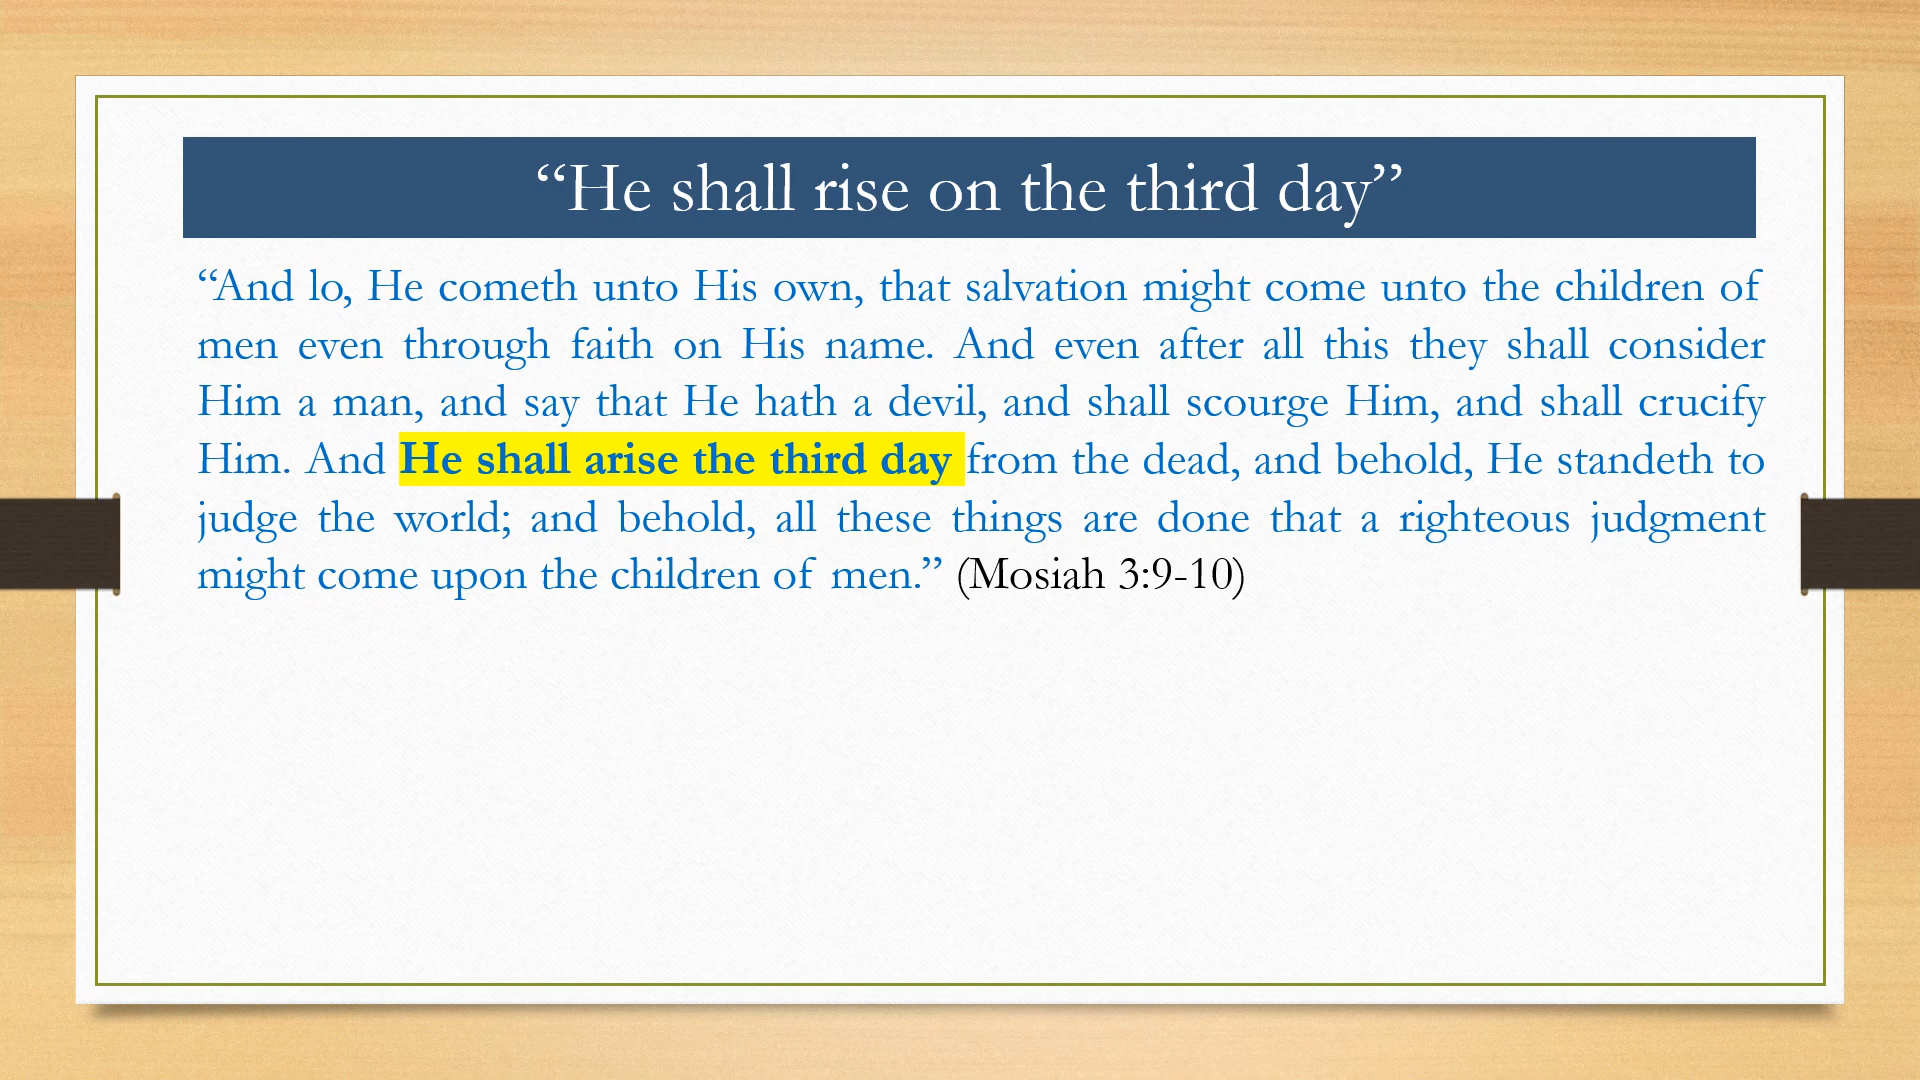 “He shall rise on the third day”
“And lo, He cometh unto His own, that salvation might come unto the children of
men even through faith on His name. And even after all this they shall consider
Him a man, and say that He hath a devil, and shall scourge Him, and shall crucify
Him. And He shall arise the third day from the dead, and behold, He standeth to
judge the world; and behold, all these things are done that a righteous judgment
might come upon the children of men.” (Mosiah 3:9-10)